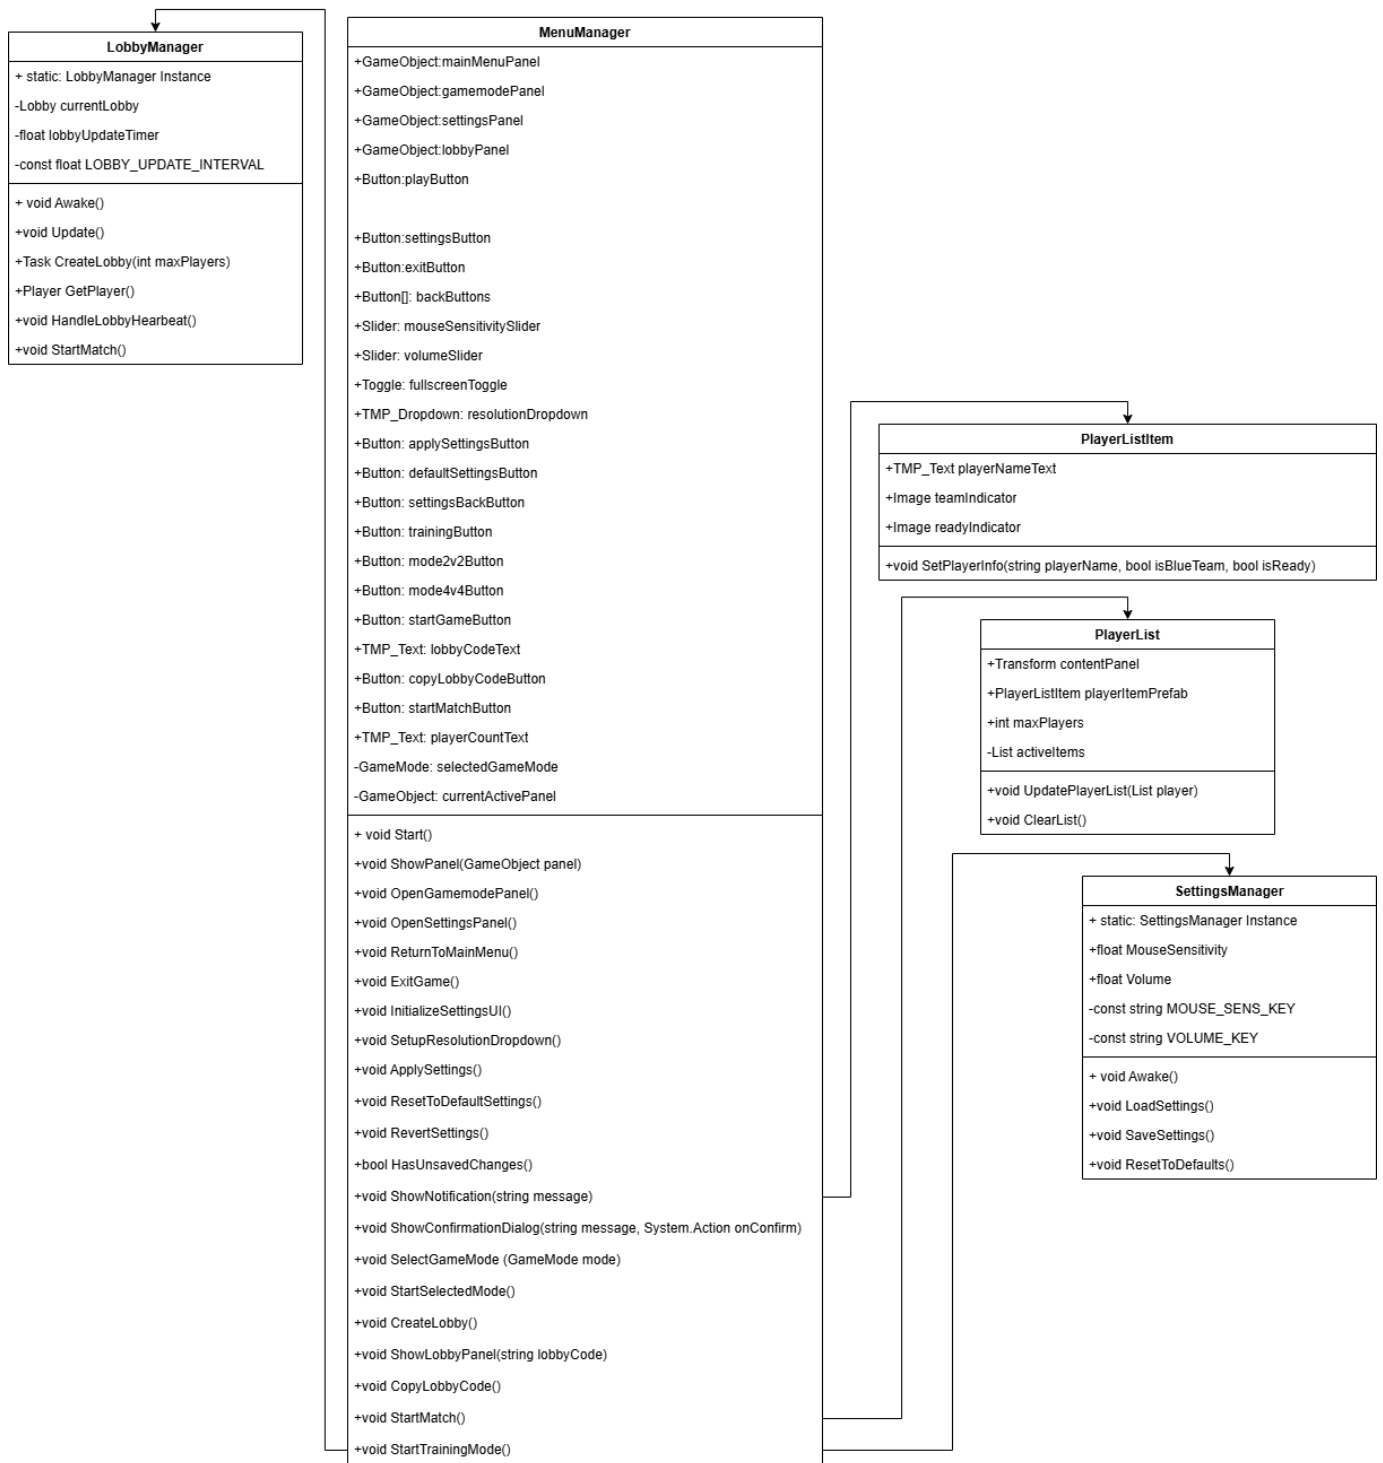 LobbyManager
+ static: LobbyManager Instance
-Lobby currentLobby
-float lobbyUpdateTimer
-const float LOBBY_UPDATE_INTERVAL
+ void Awake()
+void Update()
+Task CreateLobby(int maxPlayers)
+Player GetPlayer()
+void HandleLobbyHearbeat()
+void StartMatch()
MenuManager
+GameObject:mainMenuPanel
+GameObject:gamemodePanel
+GameObject:settingsPanel
+GameObject:lobbyPanel
+Button:playButton
+Button:settingsButton
+Button:exitButton
+Button[]: backButtons
+Slider: mouseSensitivitySlider
+Slider: volumeSlider
+Toggle: fullscreenToggle
+TMP_Dropdown: resolutionDropdown
+Button: applySettingsButton
+Button: defaultSettingsButton
+Button: settingsBackButton
+Button: trainingButton
+Button: mode2v2Button
+Button: mode4v4Button
+Button: startGameButton
+TMP_Text: lobbyCodeText
+Button: copyLobbyCodeButton
+Button: startMatchButton
+TMP_Text: playerCountText
-GameMode: selectedGameMode
-GameObject: currentActivePanel
+ void Start()
+void ShowPanel(GameObject panel)
+void OpenGamemodePanel()
+void OpenSettingsPanel()
+void ReturnToMainMenu()
+void ExitGame()
+void InitializeSettingsUI()
+void SetupResolutionDropdown()
+void ApplySettings()
+void ResetToDefaultSettings()
+void RevertSettings()
+bool HasUnsavedChanges()
+void ShowNotification(string message)
+void ShowConfirmationDialog(string message, System.Action onConfirm)
+void SelectGameMode (GameMode mode)
+void StartSelectedMode()
+void CreateLobby()
+void ShowLobbyPanel(string lobbyCode)
+void CopyLobbyCode()
+void StartMatch()
+void StartTrainingMode()
PlayerListItem
+TMP_Text playerNameText
+Image teamIndicator
+Image readyIndicator
+void SetPlayerInfo(string playerName, bool isBlueTeam, bool isReady)
PlayerList
+Transform contentPanel
+PlayerListItem playerItemPrefab
+int maxPlayers
-List activeItems
+void UpdatePlayerList(List player)
+void ClearList()
SettingsManager
+ static: SettingsManager Instance
+float MouseSensitivity
+float Volume
-const string MOUSE_SENS_KEY
-const string VOLUME_KEY
+ void Awake()
+void LoadSettings()
+void SaveSettings()
+void ResetToDefaults()